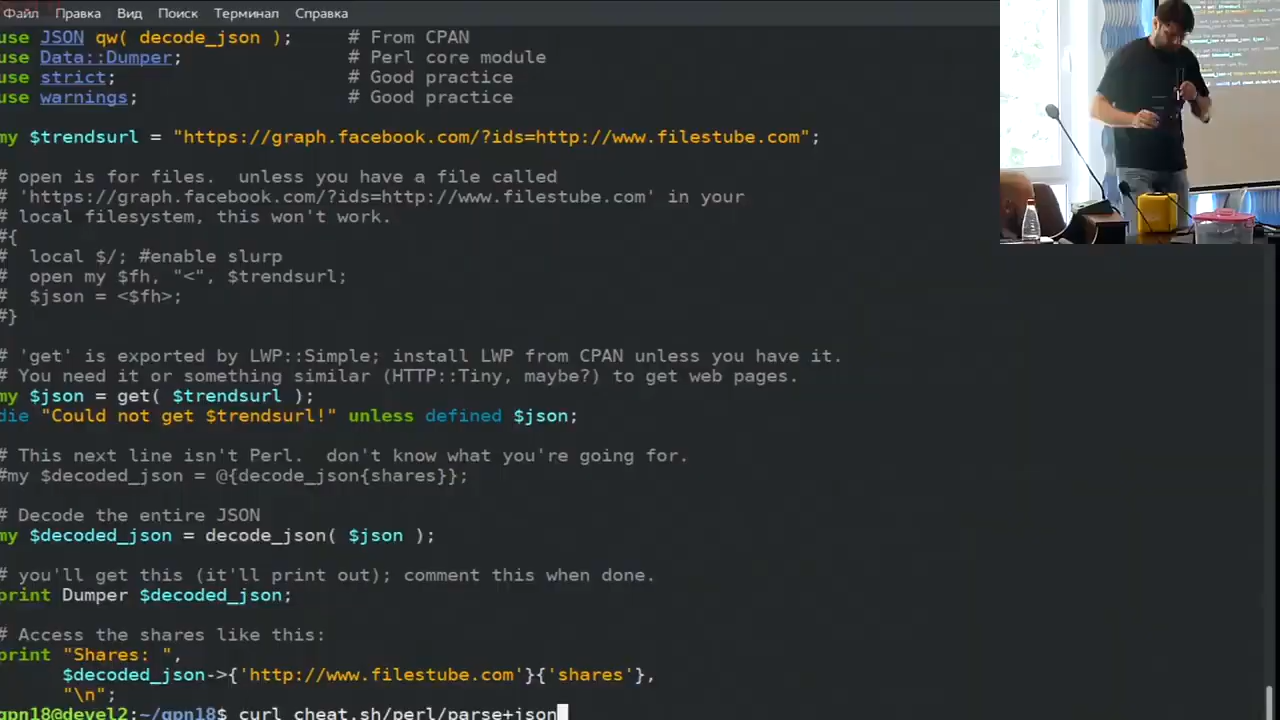 Файл Правка Вид Поиск Терминал Справка
use JSON qw( decode_json ); # From CPAN
use Data::Dumper; # Perl core module
use strict; # Good practice
use warnings; # Good practice
my $trendsurl = "https://graph.facebook.com/?ids=http://www.filestube.com";
# open is for files. unless you have a file called
# 'https://graph.facebook.com/?ids=http://www.filestube.com' in your
# local filesystem, this won't work.
#{
# local $/; #enable slurp
# open my $fh, "<", $trendsurl;
# $json = <$fh>;
#}
# 'get' is exported by LWP::Simple; install LWP from CPAN unless you have it.
# You need it or something similar (HTTP::Tiny, maybe?) to get web pages.
my $json = get( $trendsurl );
die "Could not get $trendsurl!" unless defined $json;
# This next line isn't Perl. don't know what you're going for.
#my $decoded_json = @{decode_json{shares}};
# Decode the entire JSON
my $decoded_json = decode_json( $json );
# you'll get this (it'll print out); comment this when done.
print Dumper $decoded_json;
# Access the shares like this:
print "Shares: ",
$decoded_json->{'http://www.filestube.com'}{'shares'},
"\n";
gpn18@devel2:~/gpn18$ curl cheat.sh/perl/parse+json